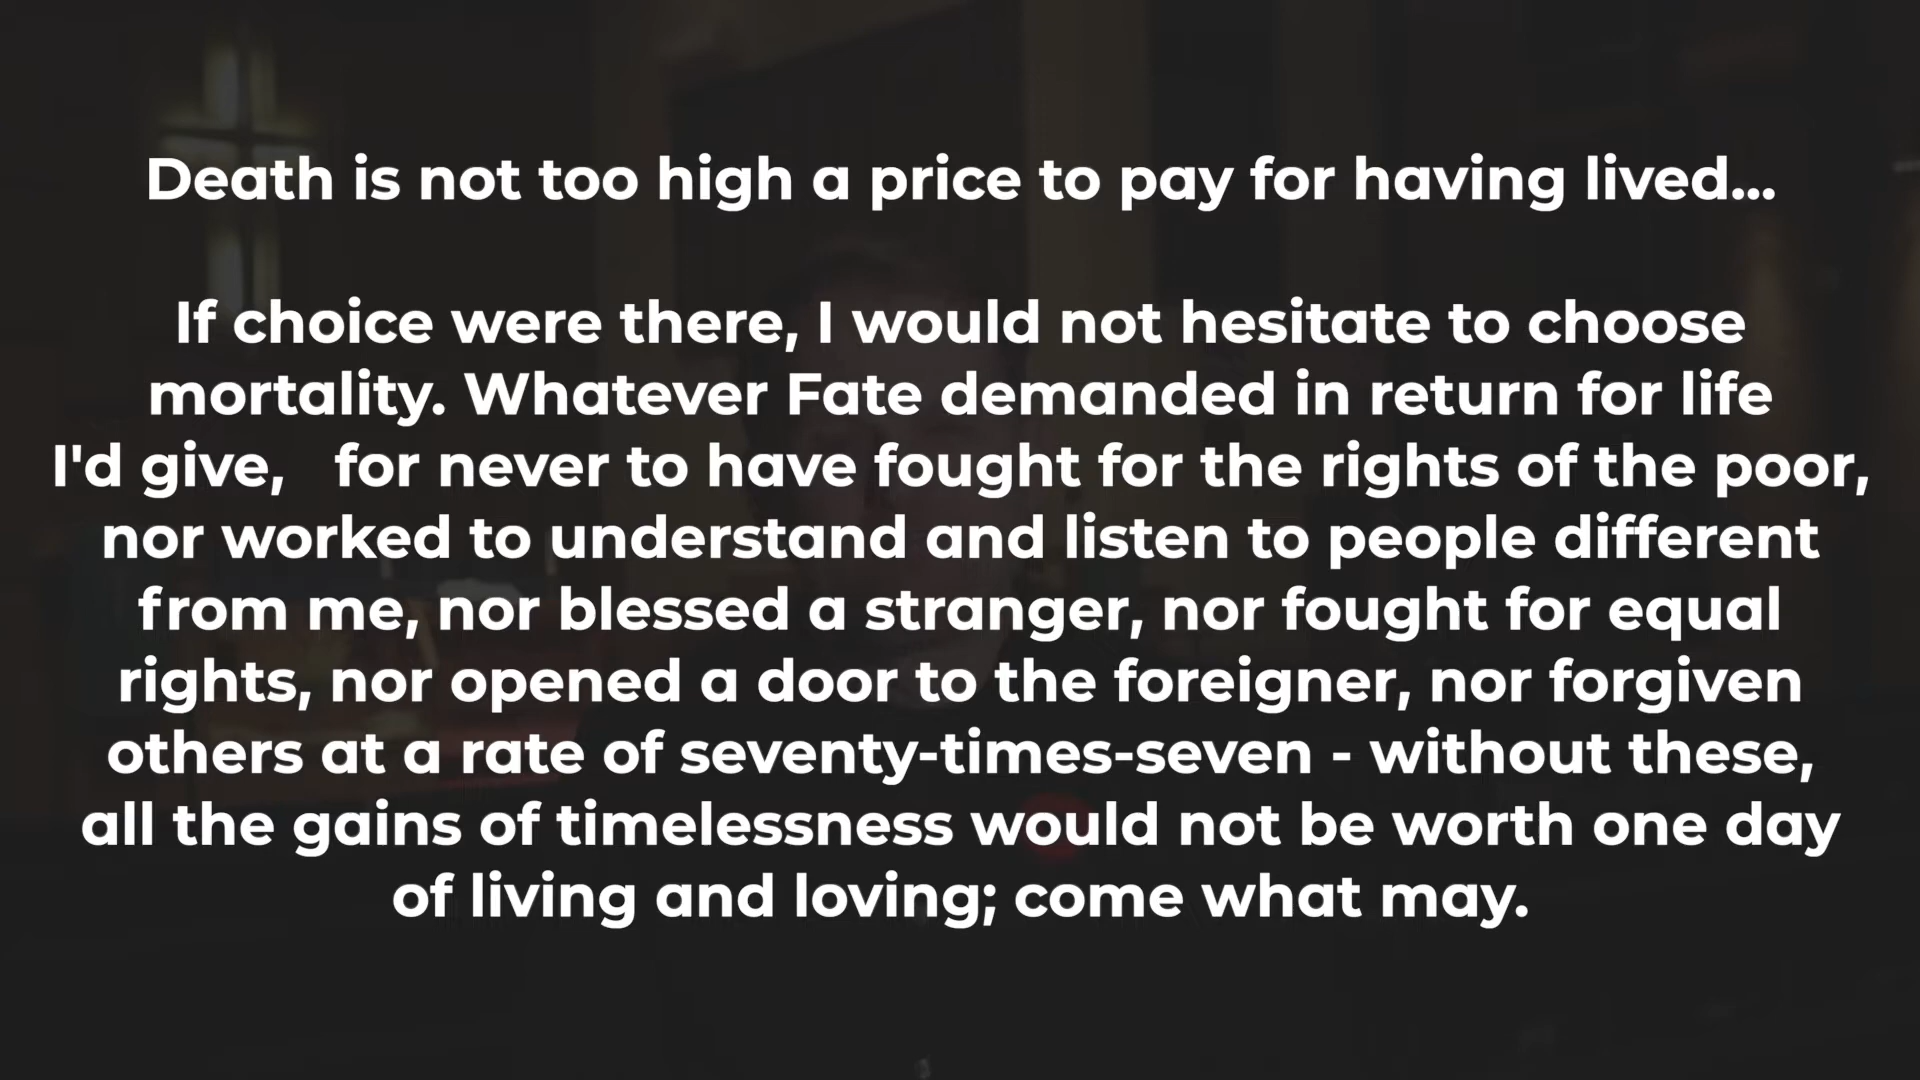 Death is not too high a price to pay for having lived...
If choice were there, I would not hesitate to choose
mortality. Whatever Fate demanded in return for life
I'd give,   for never to have fought for the rights of the poor,
nor worked to understand and listen to people different
from me, nor blessed a stranger, nor fought for equal
rights, nor opened a door to the foreigner, nor forgiven
others at a rate of seventy-times-seven - without these,
all the gains of timelessness would not be worth one day
of living and loving; come what may.